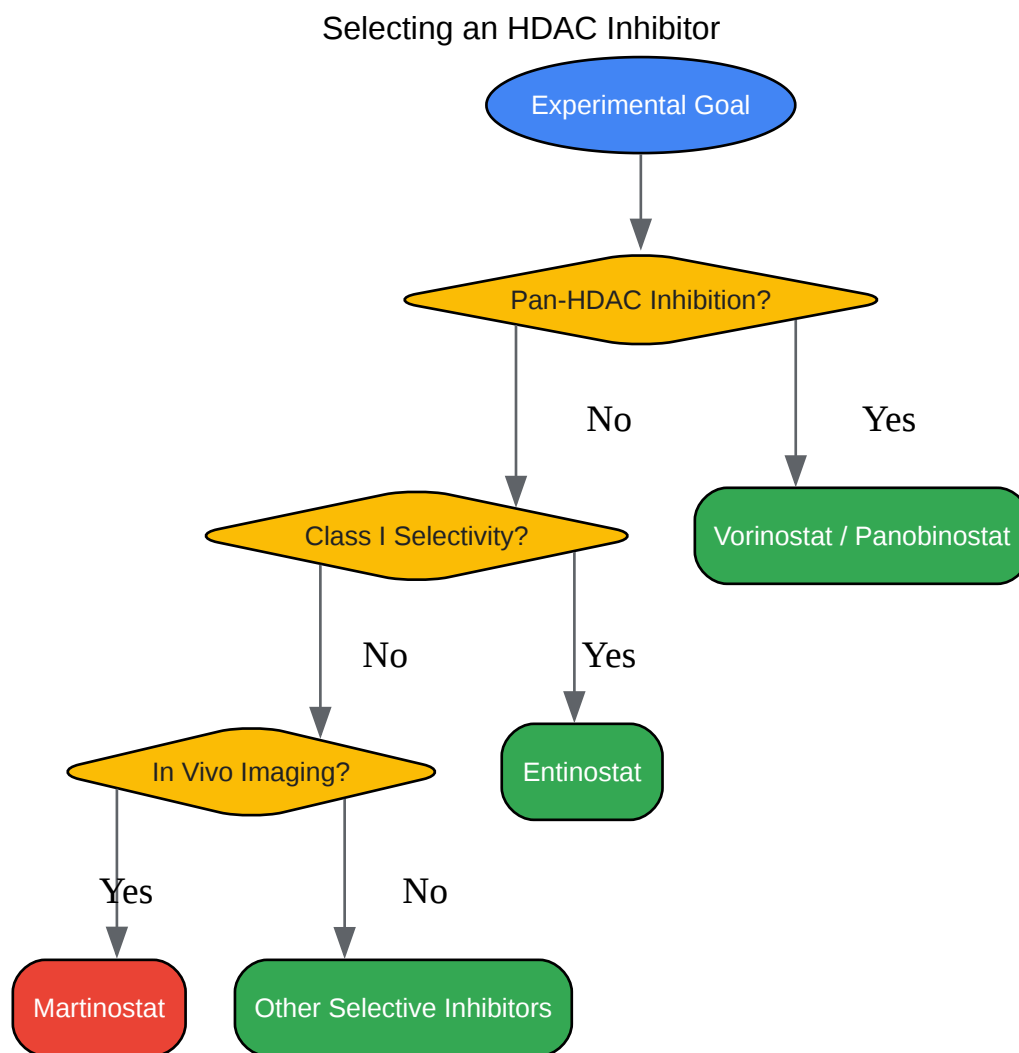 Selecting an HDAC Inhibitor
Experimental Goal
Pan-HDAC Inhibition?
No
Yes
Class I Selectivity?
Vorinostat / Panobinostat
No
Yes
In Vivo Imaging?
Entinostat
Yes
No
Martinostat
Other Selective Inhibitors